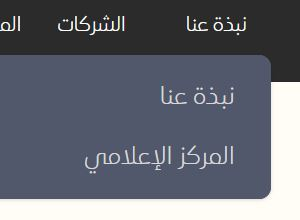 نبذة عنا الشركات
نبذة عنا
المركز الإعلامي